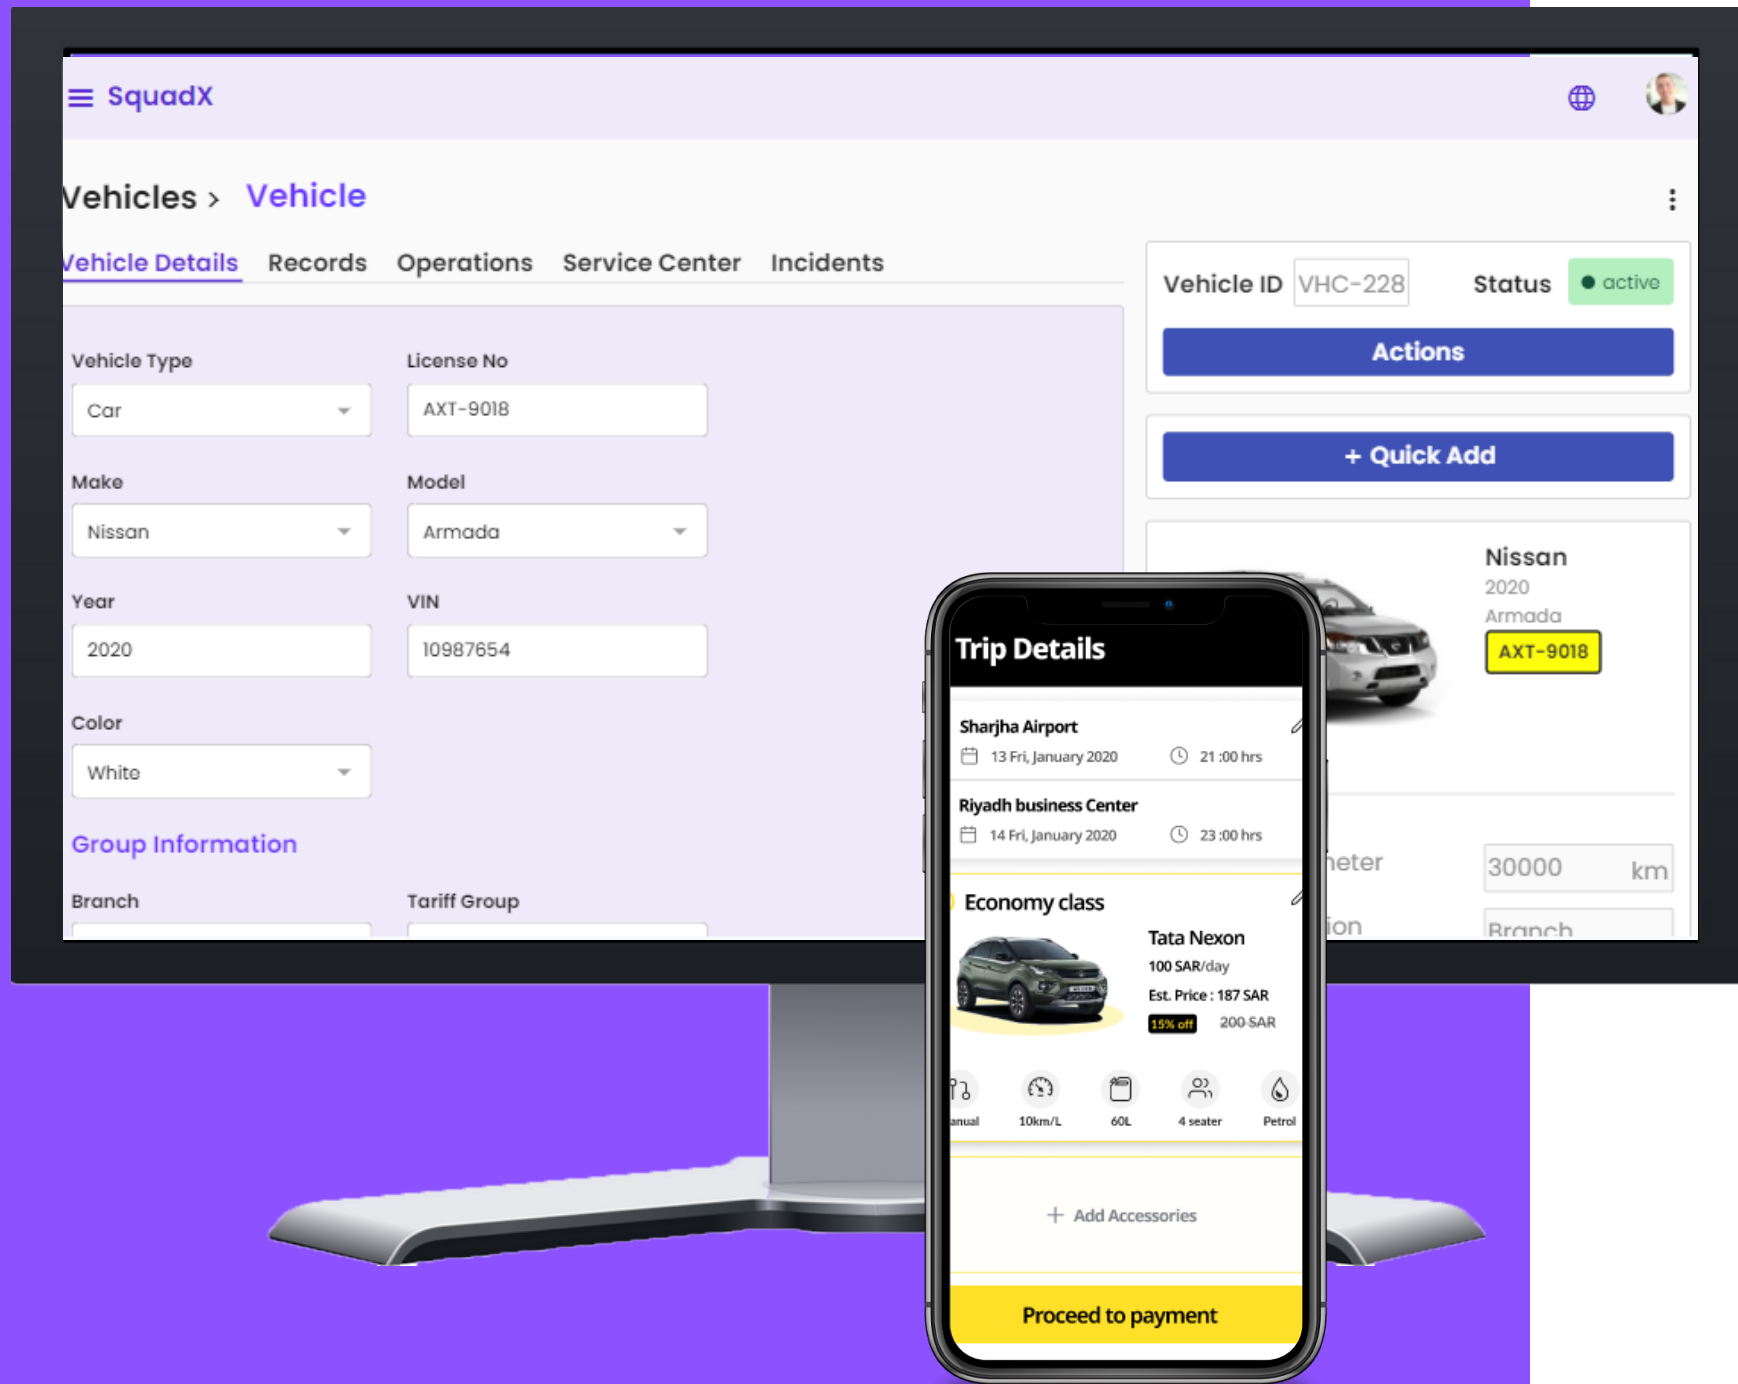 SquadX
Vehicles > Vehicle
Vehicle Details Records Operations Service Center Incidents
Vehicle Type License No
Car AXT-9018
Make Model
Nissan Armada
Year VIN
2020 10987654
Color
White
Group Information
Branch Tariff Group
Vehicle ID VHC-228 Status active
Actions
+ Quick Add
Nissan
2020
Armada
AXT-9018
neter 30000 km
ion Branch
Trip Details
Sharjha Airport
13 Fri, January 2020 21 :00 hrs
Riyadh business Center
14 Fri, January 2020 23 :00 hrs
Economy class
Tata Nexon
100 SAR/day
Est. Price : 187 SAR
15% off 200 SAR
anual 10km/L 60L 4 seater Petrol
+ Add Accessories
Proceed to payment